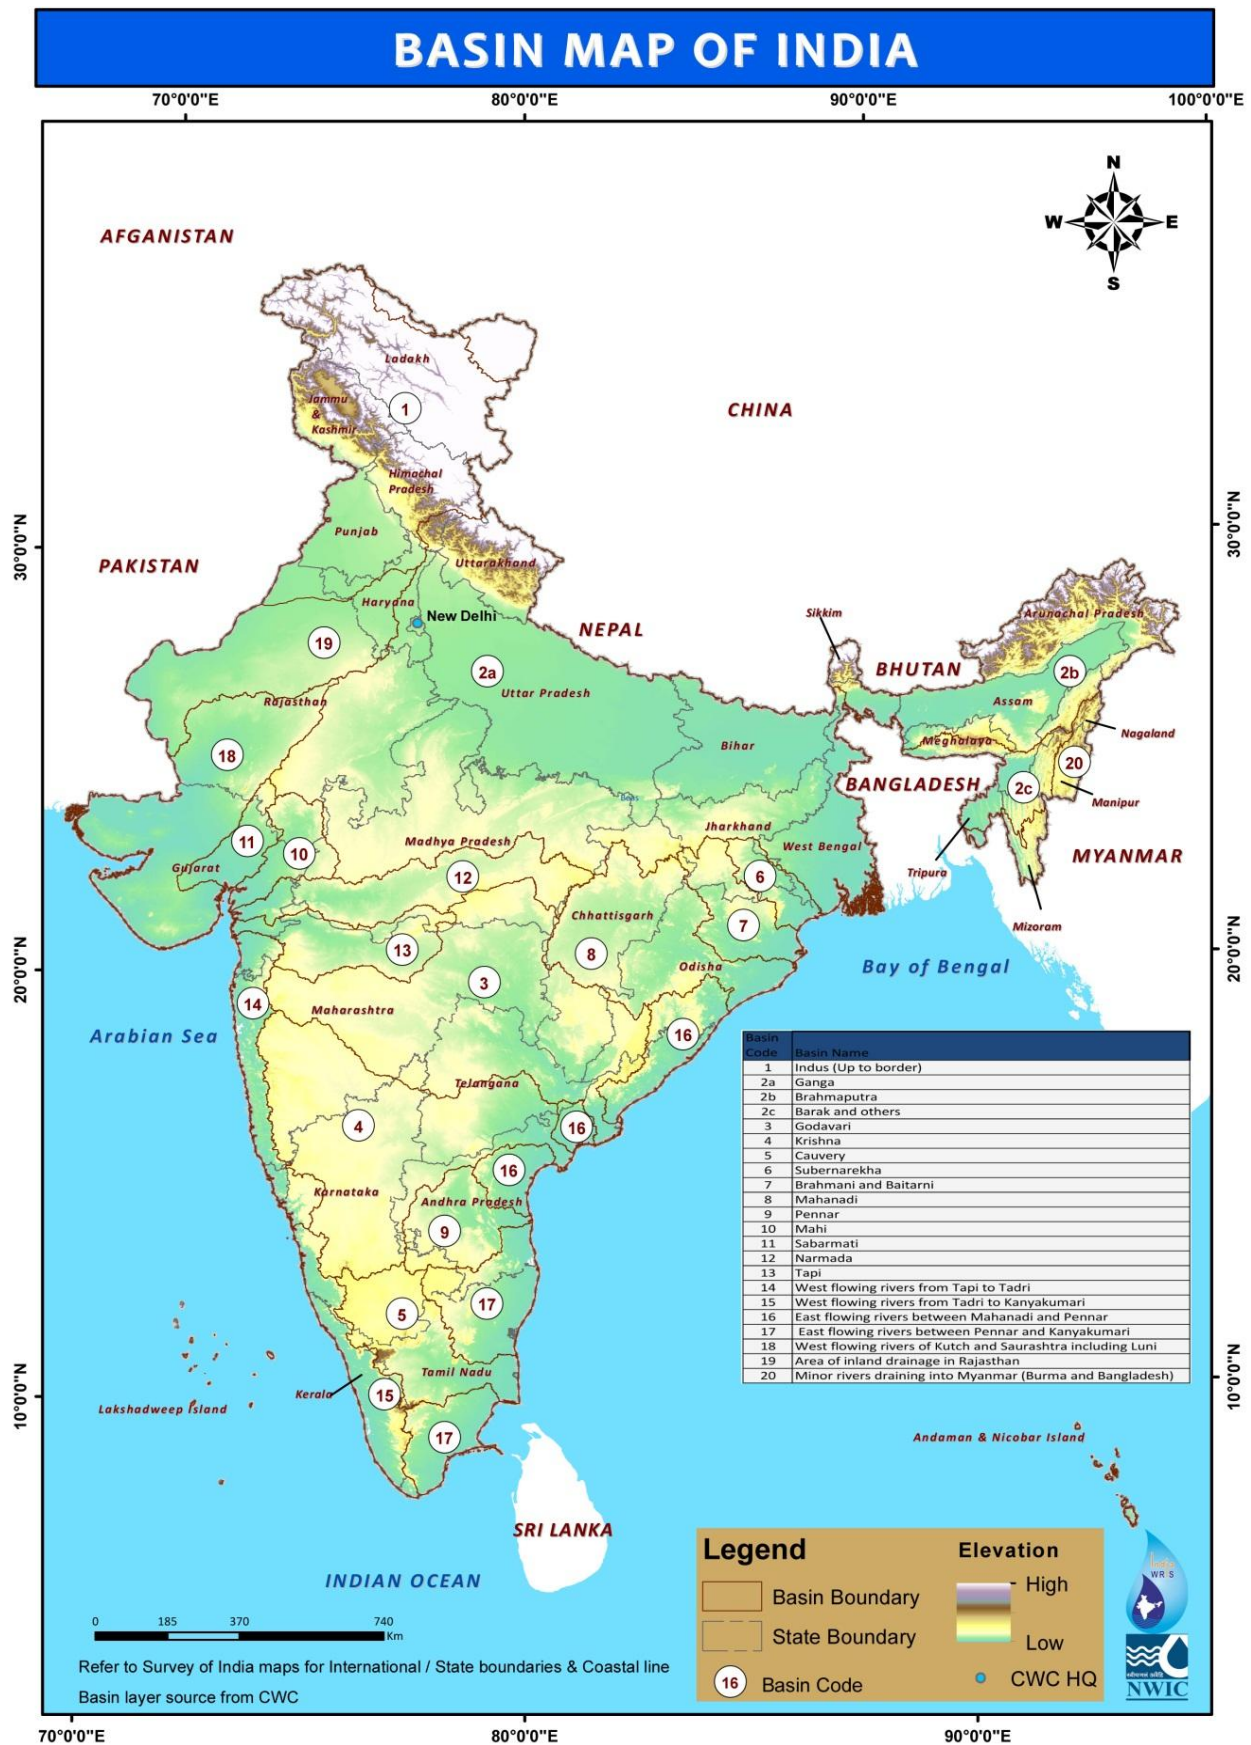 BASIN MAP OF INDIA
70°0'0"E 80°0'0"E 90°0'0"E 100°0'0"E
N
W E
S
AFGANISTAN
Ladakh
CHINA
Jammu
&
Kashmir
1
Himachal
Pradesh
Punjab
30°0'0"N
30°0'0"N
PAKISTAN
Uttarakhand
Haryana
New Delhi
NEPAL
Sikkim
Arunachal Pradesh
19
2a
BHUTAN
2b
Uttar Pradesh
Rajasthan
Assam
Nagaland
Bihar
Meghalaya
18
20
BANGLADESH
2c
Manipur
Jharkhand
Madhya Pradesh
West Bengal
11
10
MYANMAR
Gujarat
12
6
Tripura
Chhattisgarh
7
Mizoram
13
8
Odisha
Bay of Bengal
20°0'0"N
20°0'0"N
3
14
Maharashtra
Arabian Sea
16
Telangana
4
16
16
Karnataka
Andhra Pradesh
9
17
5
Tamil Nadu
Kerala
15
10°0'0"N
10°0'0"N
Lakshadweep Island
17
Andaman & Nicobar Island
SRI LANKA
INDIAN OCEAN
Basin
Code Basin Name
1 Indus (Up to border)
2a Ganga
2b Brahmaputra
2c Barak and others
3 Godavari
4 Krishna
5 Cauvery
6 Subernarekha
7 Brahmani and Baitarni
8 Mahanadi
9 Pennar
10 Mahi
11 Sabarmati
12 Narmada
13 Tapi
14 West flowing rivers from Tapi to Tadri
15 West flowing rivers from Tadri to Kanyakumari
16 East flowing rivers between Mahanadi and Pennar
17 East flowing rivers between Pennar and Kanyakumari
18 West flowing rivers of Kutch and Saurashtra including Luni
19 Area of inland drainage in Rajasthan
20 Minor rivers draining into Myanmar (Burma and Bangladesh)
Legend
Basin Boundary
State Boundary
16 Basin Code
Elevation
High
Low
CWC HQ
India
WRIS
NWIC
0 185 370 740
Km
Refer to Survey of India maps for International / State boundaries & Coastal line
Basin layer source from CWC
70°0'0"E 80°0'0"E 90°0'0"E